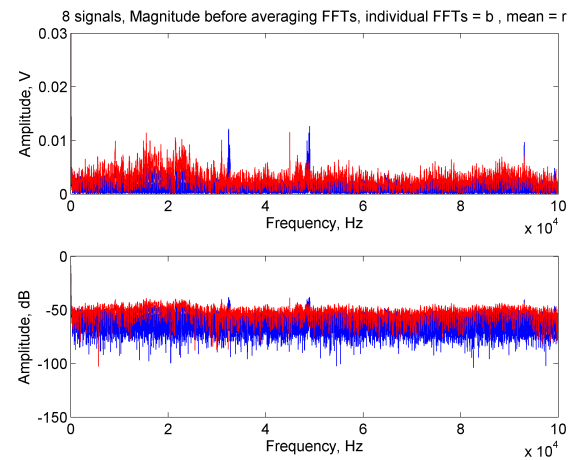 8 signals, Magnitude before averaging FFTs, individual FFTs = b , mean = r
Amplitude, V
0.03
0.02
0.01
0
0 2 4 6 8 10
Frequency, Hz
x 10^4
Amplitude, dB
0
-50
-100
-150
0 2 4 6 8 10
Frequency, Hz
x 10^4